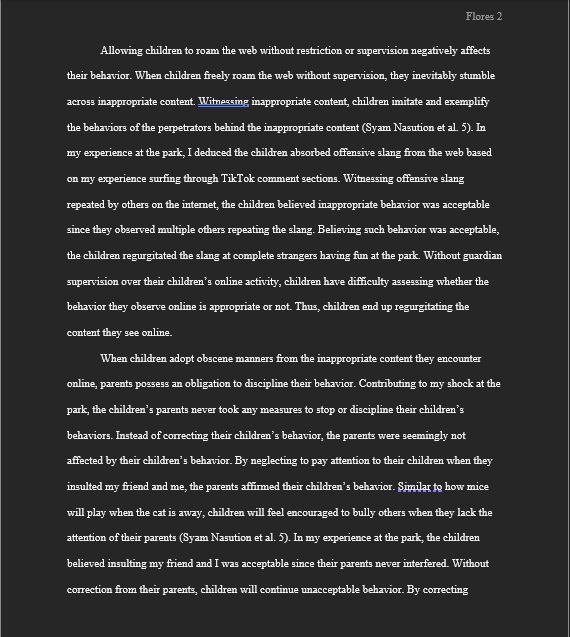 Flores 2
Allowing children to roam the web without restriction or supervision negatively affects
their behavior. When children freely roam the web without supervision, they inevitably stumble
across inappropriate content. Witnessing inappropriate content, children imitate and exemplify
the behaviors of the perpetrators behind the inappropriate content (Syam Nasution et al. 5). In
my experience at the park, I deduced the children absorbed offensive slang from the web based
on my experience surfing through TikTok comment sections. Witnessing offensive slang
repeated by others on the internet, the children believed inappropriate behavior was acceptable
since they observed multiple others repeating the slang. Believing such behavior was acceptable,
the children regurgitated the slang at complete strangers having fun at the park. Without guardian
supervision over their children’s online activity, children have difficulty assessing whether the
behavior they observe online is appropriate or not. Thus, children end up regurgitating the
content they see online.
When children adopt obscene manners from the inappropriate content they encounter
online, parents possess an obligation to discipline their behavior. Contributing to my shock at the
park, the children’s parents never took any measures to stop or discipline their children’s
behaviors. Instead of correcting their children’s behavior, the parents were seemingly not
affected by their children’s behavior. By neglecting to pay attention to their children when they
insulted my friend and me, the parents affirmed their children’s behavior. Similar to how mice
will play when the cat is away, children will feel encouraged to bully others when they lack the
attention of their parents (Syam Nasution et al. 5). In my experience at the park, the children
believed insulting my friend and I was acceptable since their parents never interfered. Without
correction from their parents, children will continue unacceptable behavior. By correcting